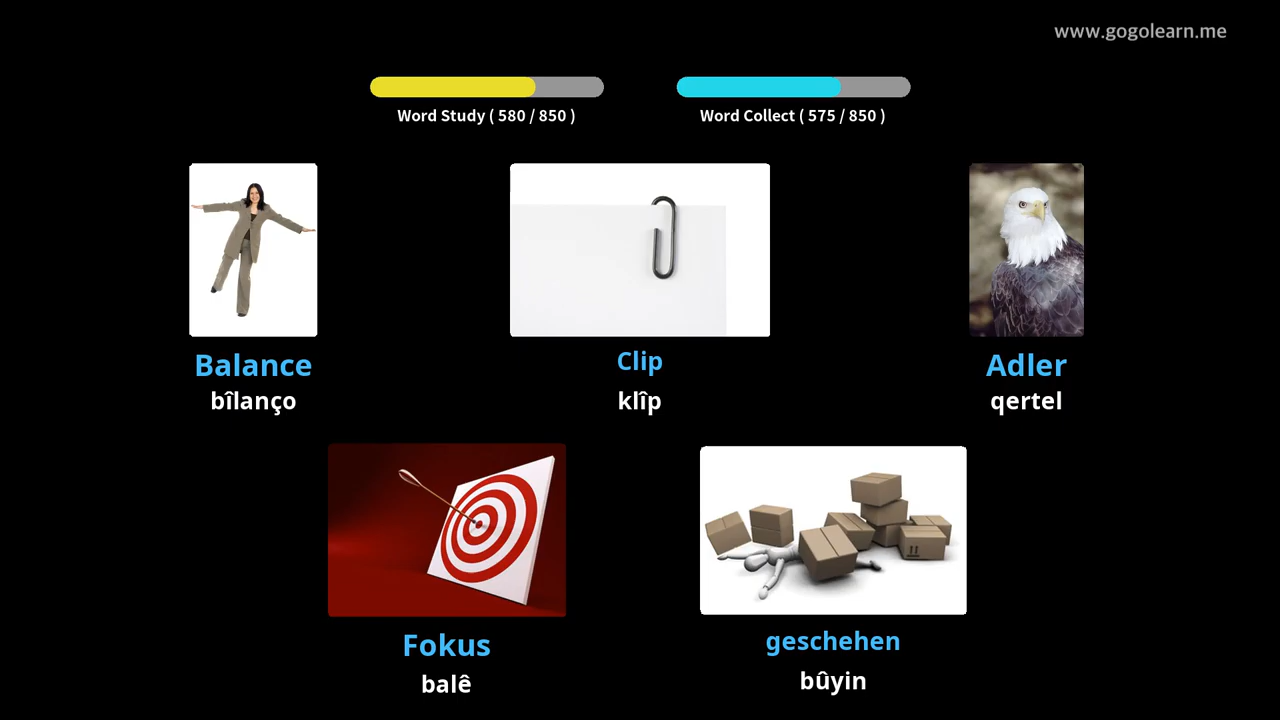 www.gogolearn.me
Word Study ( 580 / 850 )
Word Collect ( 575 / 850 )
Balance
bîlanço
Clip
klîp
Adler
qertel
Fokus
balê
geschehen
bûyin